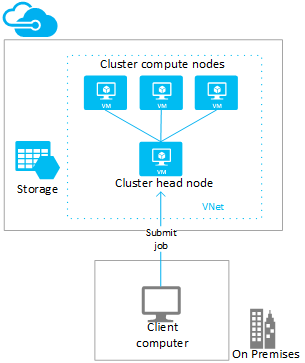 Cluster compute nodes
VM
VM
VM
VM
Storage
Cluster head node
VNet
Submit
job
Client
computer
On Premises